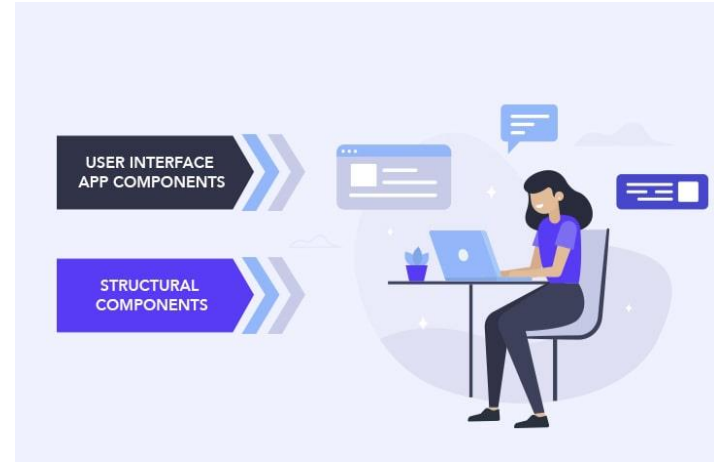 USER INTERFACE
APP COMPONENTS
STRUCTURAL
COMPONENTS